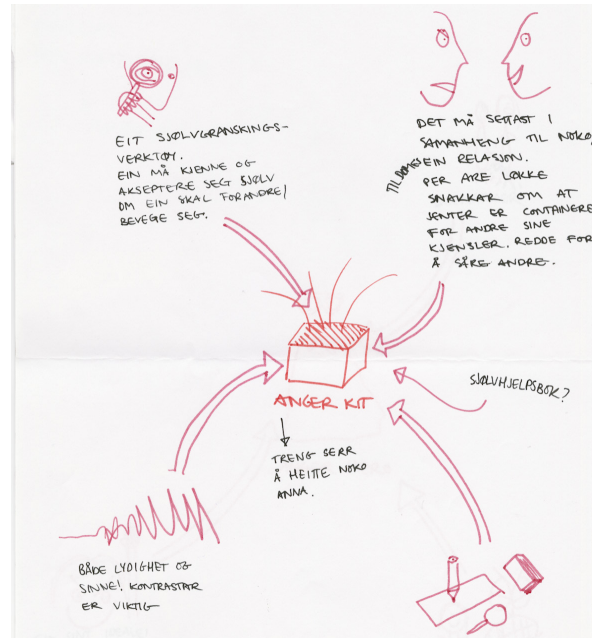 EIT SJØLVGRANSKINGS-
VERKTØY.
EIN MÅ KJENNE OG
AKSEPTERE SEG SJØLV
OM EIN SKAL FORANDRE/
BEVEGE SEG.
DET MÅ SETTAST I
SAMANHENG TIL NOKO,
TIL DØMES EIN RELASJON.
PER ARE LØKKE
SNAKKAR OM AT
JENTER ER CONTAINERE
FOR ANDRE SINE
KJENSLER. REDDE FOR
Å SÅRE ANDRE.
ANGER KIT
SJØLVHJELPSBOK?
TRENG SERR
Å HEITE NOKO
ANNA.
BÅDE LYDIGHET OG
SINNE! KONTRASTAR
ER VIKTIG